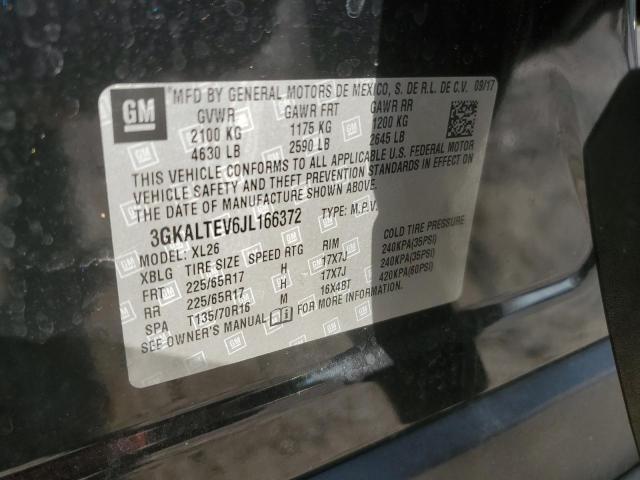 GM
*MFD BY GENERAL MOTORS DE MEXICO, S. DE R.L. DE C.V. 09/17
GVWR GAWR FRT GAWR RR
2100 KG 1175 KG 1200 KG
4630 LB 2590 LB 2645 LB
THIS VEHICLE CONFORMS TO ALL APPLICABLE U.S. FEDERAL MOTOR
VEHICLE SAFETY AND THEFT PREVENTION STANDARDS IN EFFECT ON
THE DATE OF MANUFACTURE SHOWN ABOVE.
3GKALTEV6JL166372 TYPE: M.P.V.
MODEL: XL26
XBLG TIRE SIZE SPEED RTG RIM COLD TIRE PRESSURE
FRT 225/65R17 H 17X7J 240KPA(35PSI)
RR 225/65R17 H 17X7J 240KPA(35PSI)
SPA T135/70R16 M 16X4BT 420KPA(60PSI)
SEE OWNER'S MANUAL FOR MORE INFORMATION.